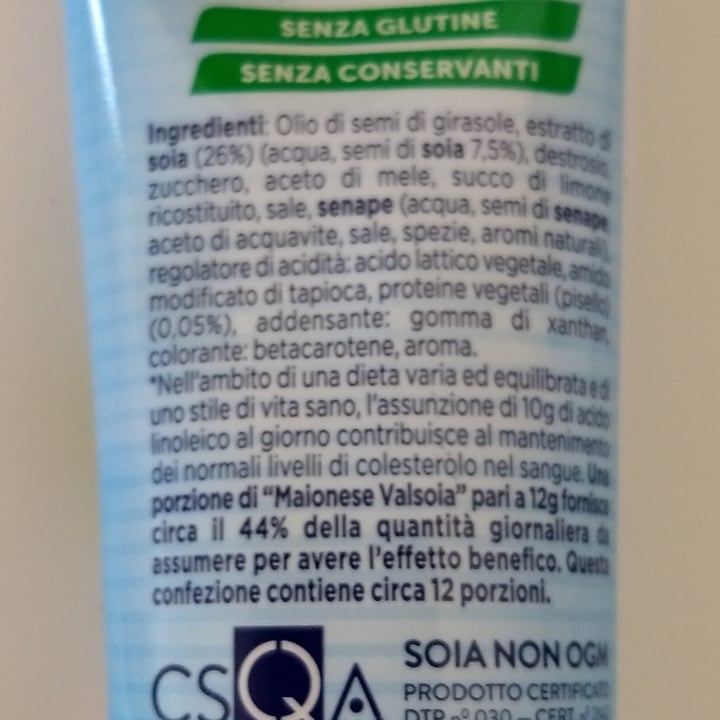 SENZA GLUTINE
SENZA CONSERVANTI
Ingredienti: Olio di semi di girasole, estratto di
soia (26%) (acqua, semi di soia 7,5%), destrosio,
zucchero, aceto di mele, succo di limone
ricostituito, sale, senape (acqua, semi di senape,
aceto di acquavite, sale, spezie, aromi naturali),
regolatore di acidità: acido lattico vegetale, amido
modificato di tapioca, proteine vegetali (pisello)
(0,05%), addensante: gomma di xanthan,
colorante: betacarotene, aroma.
*Nell'ambito di una dieta varia ed equilibrata e di
uno stile di vita sano, l'assunzione di 10g di acido
linoleico al giorno contribuisce al mantenimento
dei normali livelli di colesterolo nel sangue. Una
porzione di “Maionese Valsoia” pari a 12g fornisce
circa il 44% della quantità giornaliera da
assumere per avere l'effetto benefico. Questa
confezione contiene circa 12 porzioni.
CSQA
SOIA NON OGM
PRODOTTO CERTIFICATO
DTP n° 030 – CERT.